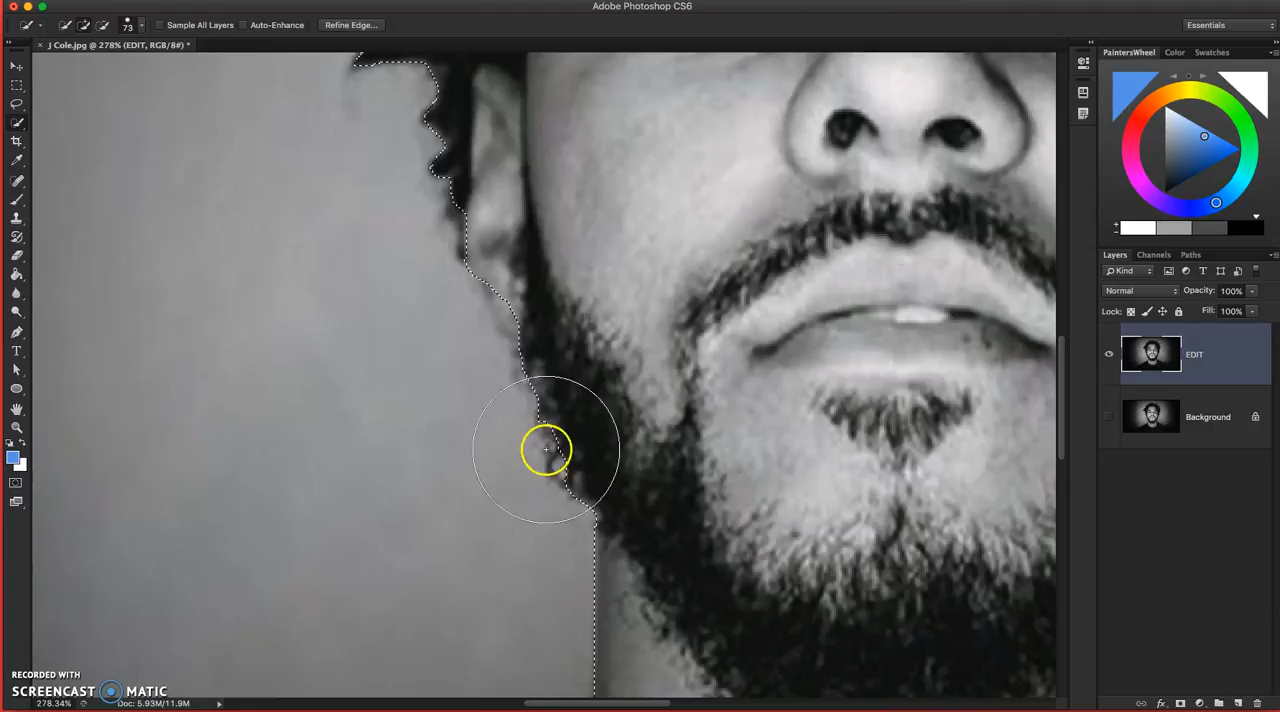 Adobe Photoshop CS6
73
Sample All Layers
Auto-Enhance
Refine Edge...
Essentials
J Cole.jpg @ 278% (EDIT, RGB/8#) *
PaintersWheel
Color
Swatches
Layers
Channels
Paths
Kind
Normal
Opacity: 100%
Lock:
Fill: 100%
EDIT
Background
RECORDED WITH
SCREENCAST MATIC
278.34%
Doc: 5.93M/11.9M